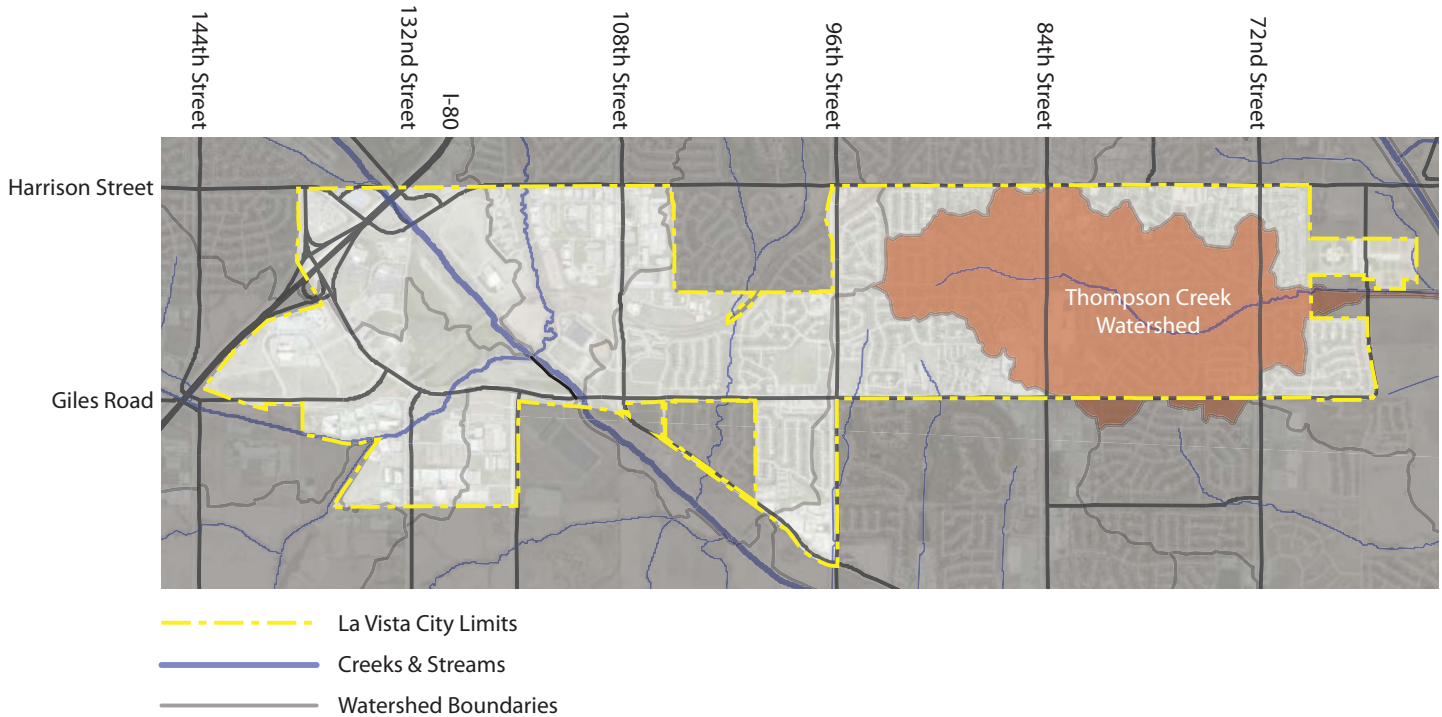 144th Street
132nd Street
I-80
108th Street
96th Street
84th Street
72nd Street
Harrison Street
Thompson Creek
Watershed
Giles Road
La Vista City Limits
Creeks & Streams
Watershed Boundaries